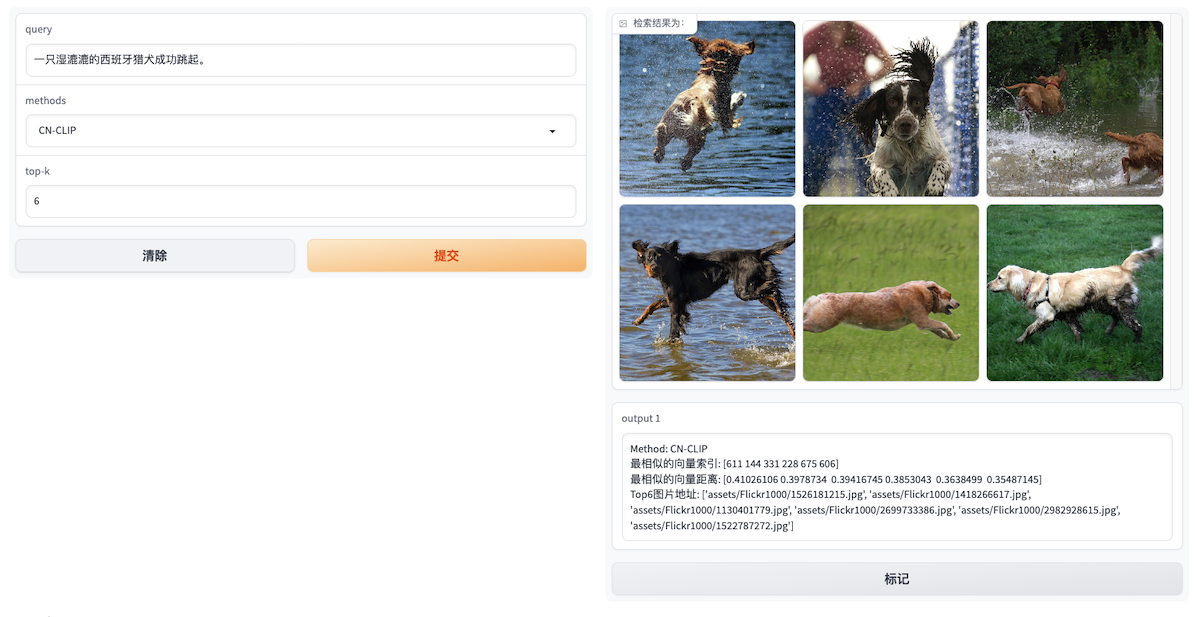 query
一只湿漉漉的西班牙猎犬成功跳起。
methods
CN-CLIP
top-k
6
清除
提交
检索结果为:
output 1
Method: CN-CLIP
最相似的向量索引: [611 144 331 228 675 606]
最相似的向量距离: [0.41026106 0.3978734  0.39416745 0.3853043  0.3638499  0.35487145]
Top6图片地址: ['assets/Flickr1000/1526181215.jpg', 'assets/Flickr1000/1418266617.jpg',
'assets/Flickr1000/1130401779.jpg', 'assets/Flickr1000/2699733386.jpg', 'assets/Flickr1000/2982928615.jpg',
'assets/Flickr1000/1522787272.jpg']
标记